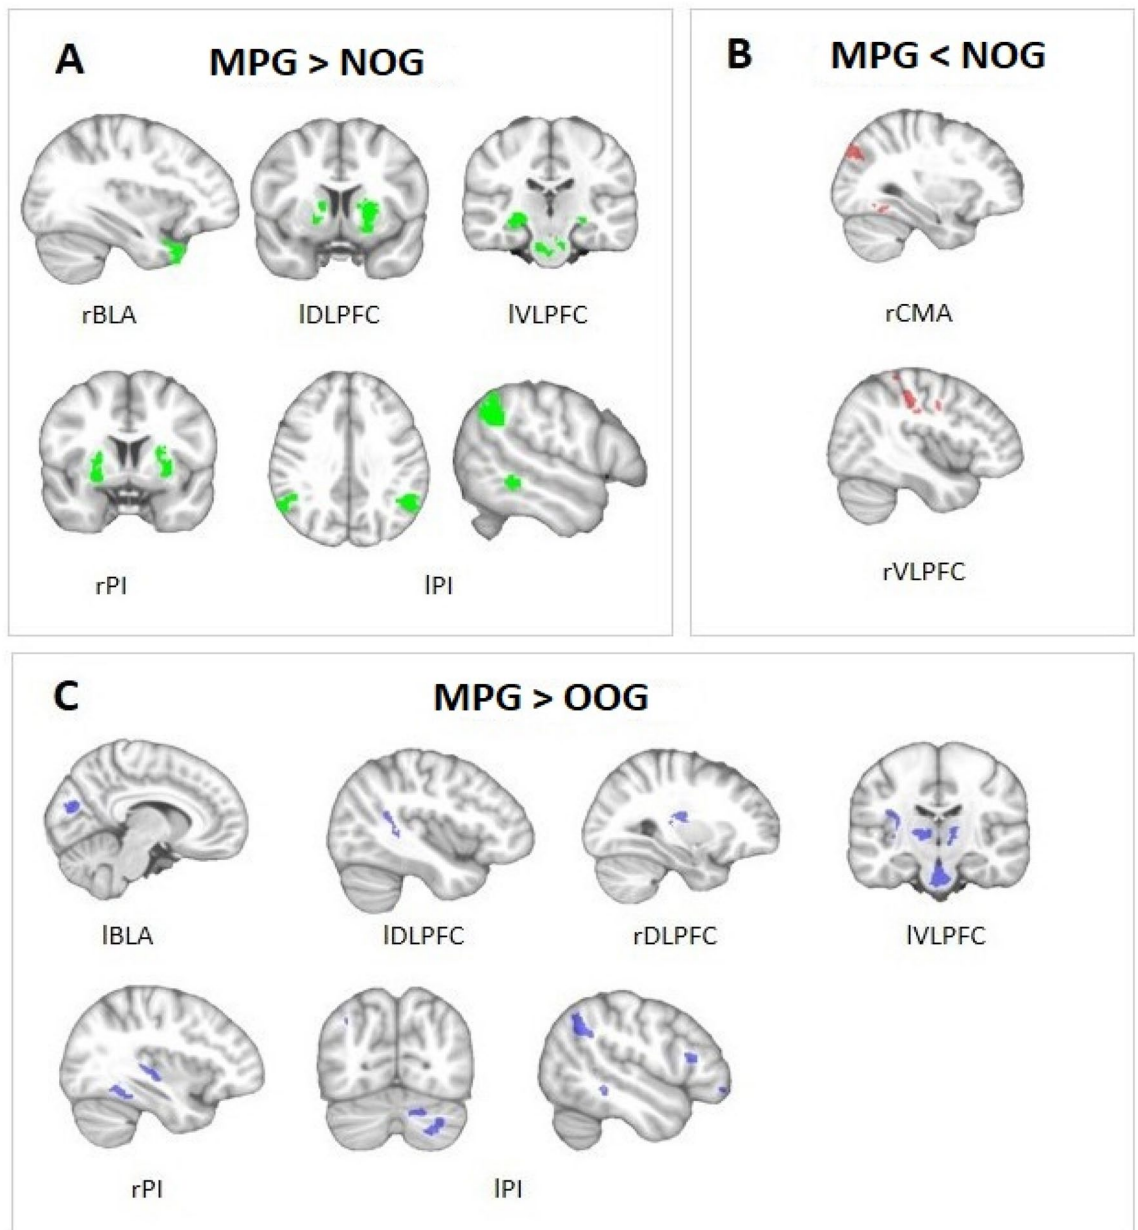 A
MPG > NOG
rBLA
lDLPFC
lVLPFC
rPI
lPI
B
MPG < NOG
rCMA
rVLPFC
C
MPG > OOG
lBLA
lDLPFC
rDLPFC
lVLPFC
rPI
lPI